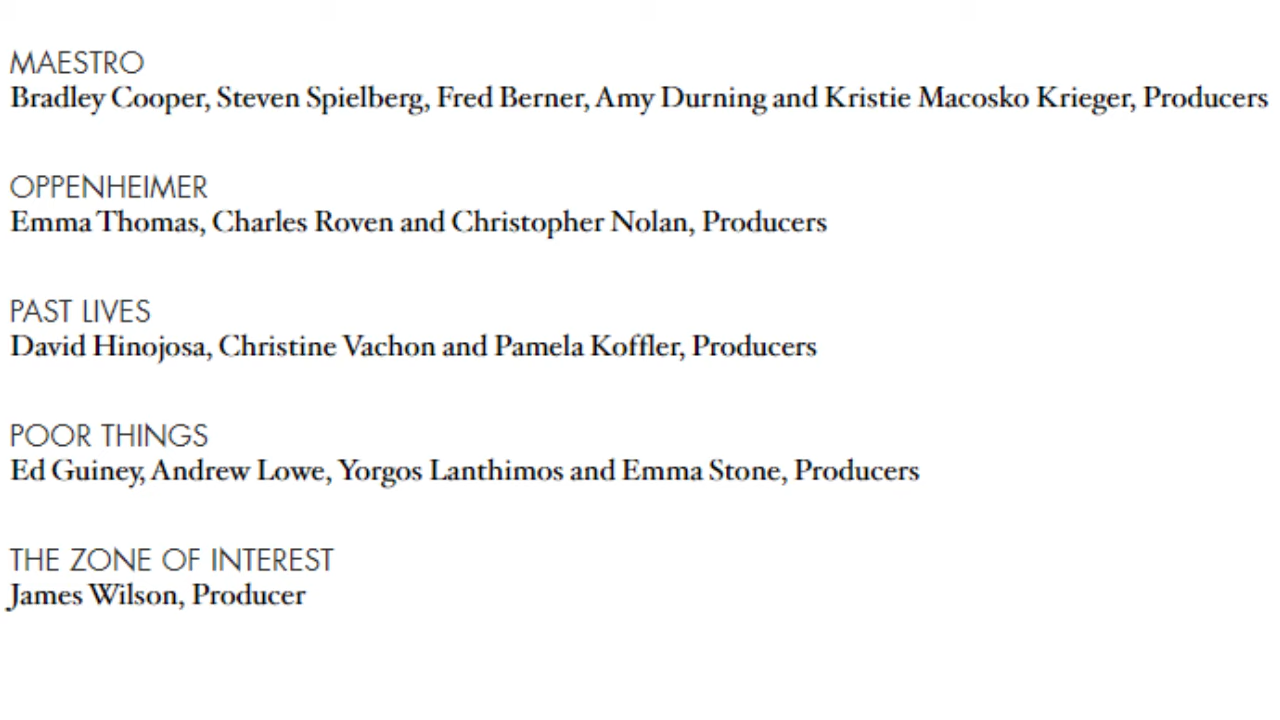 MAESTRO
Bradley Cooper, Steven Spielberg, Fred Berner, Amy Durning and Kristie Macosko Krieger, Producers
OPPENHEIMER
Emma Thomas, Charles Roven and Christopher Nolan, Producers
PAST LIVES
David Hinojosa, Christine Vachon and Pamela Koffler, Producers
POOR THINGS
Ed Guiney, Andrew Lowe, Yorgos Lanthimos and Emma Stone, Producers
THE ZONE OF INTEREST
James Wilson, Producer